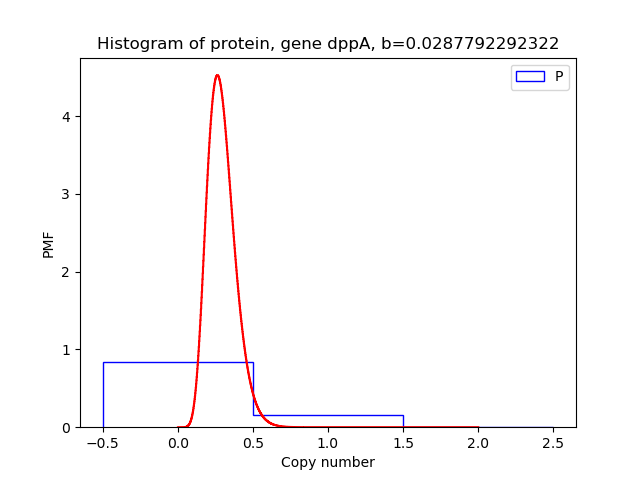 Histogram of protein, gene dppA, b=0.0287792292322
P
PMF
4
3
2
1
0
−0.5 0.0 0.5 1.0 1.5 2.0 2.5
Copy number